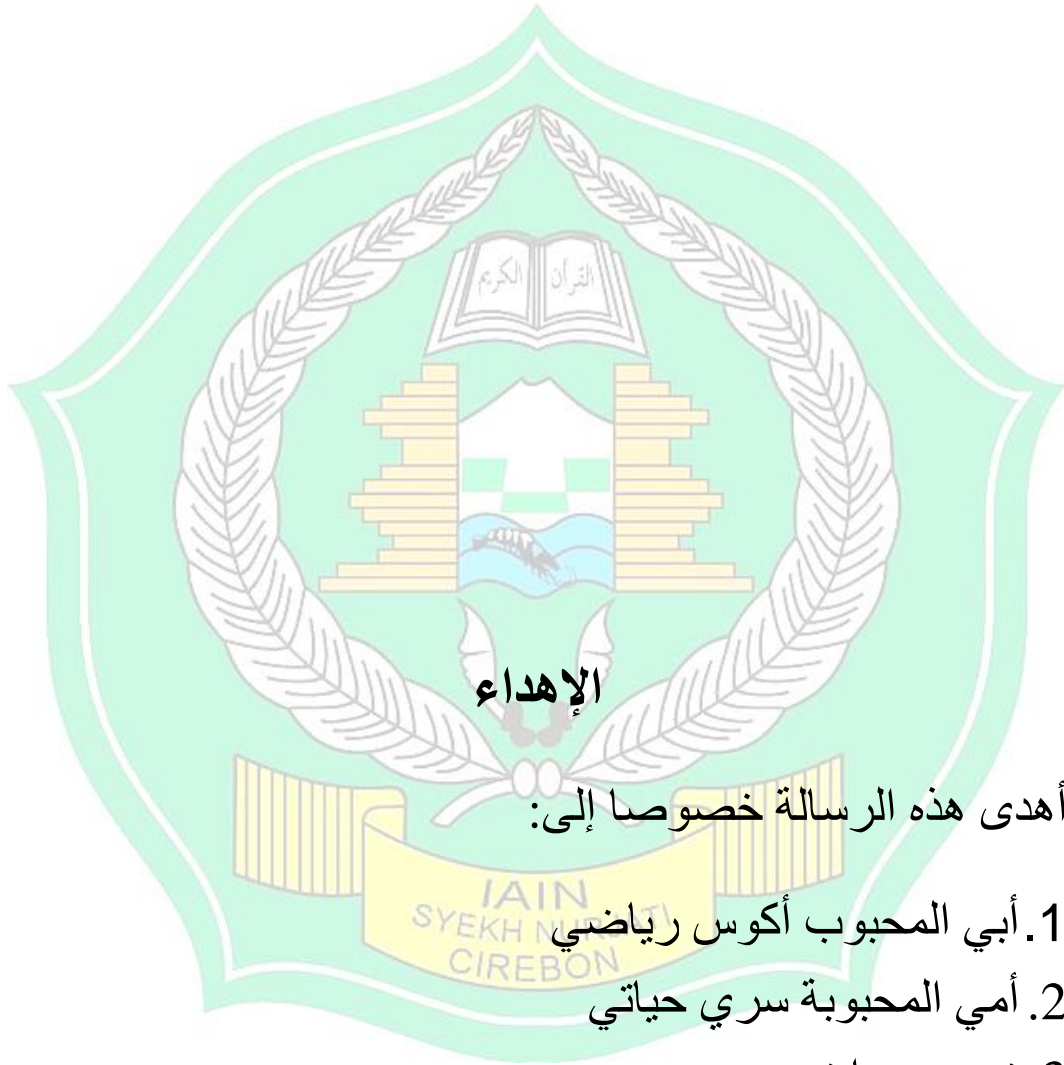 القرآن الكريم
الإهداء
أهدى هذه الرسالة خصوصا إلى:
1. أبي المحبوب أكوس رياضي
2. أمي المحبوبة سري حياتي
IAIN
SYEKH NURJATI
CIREBON